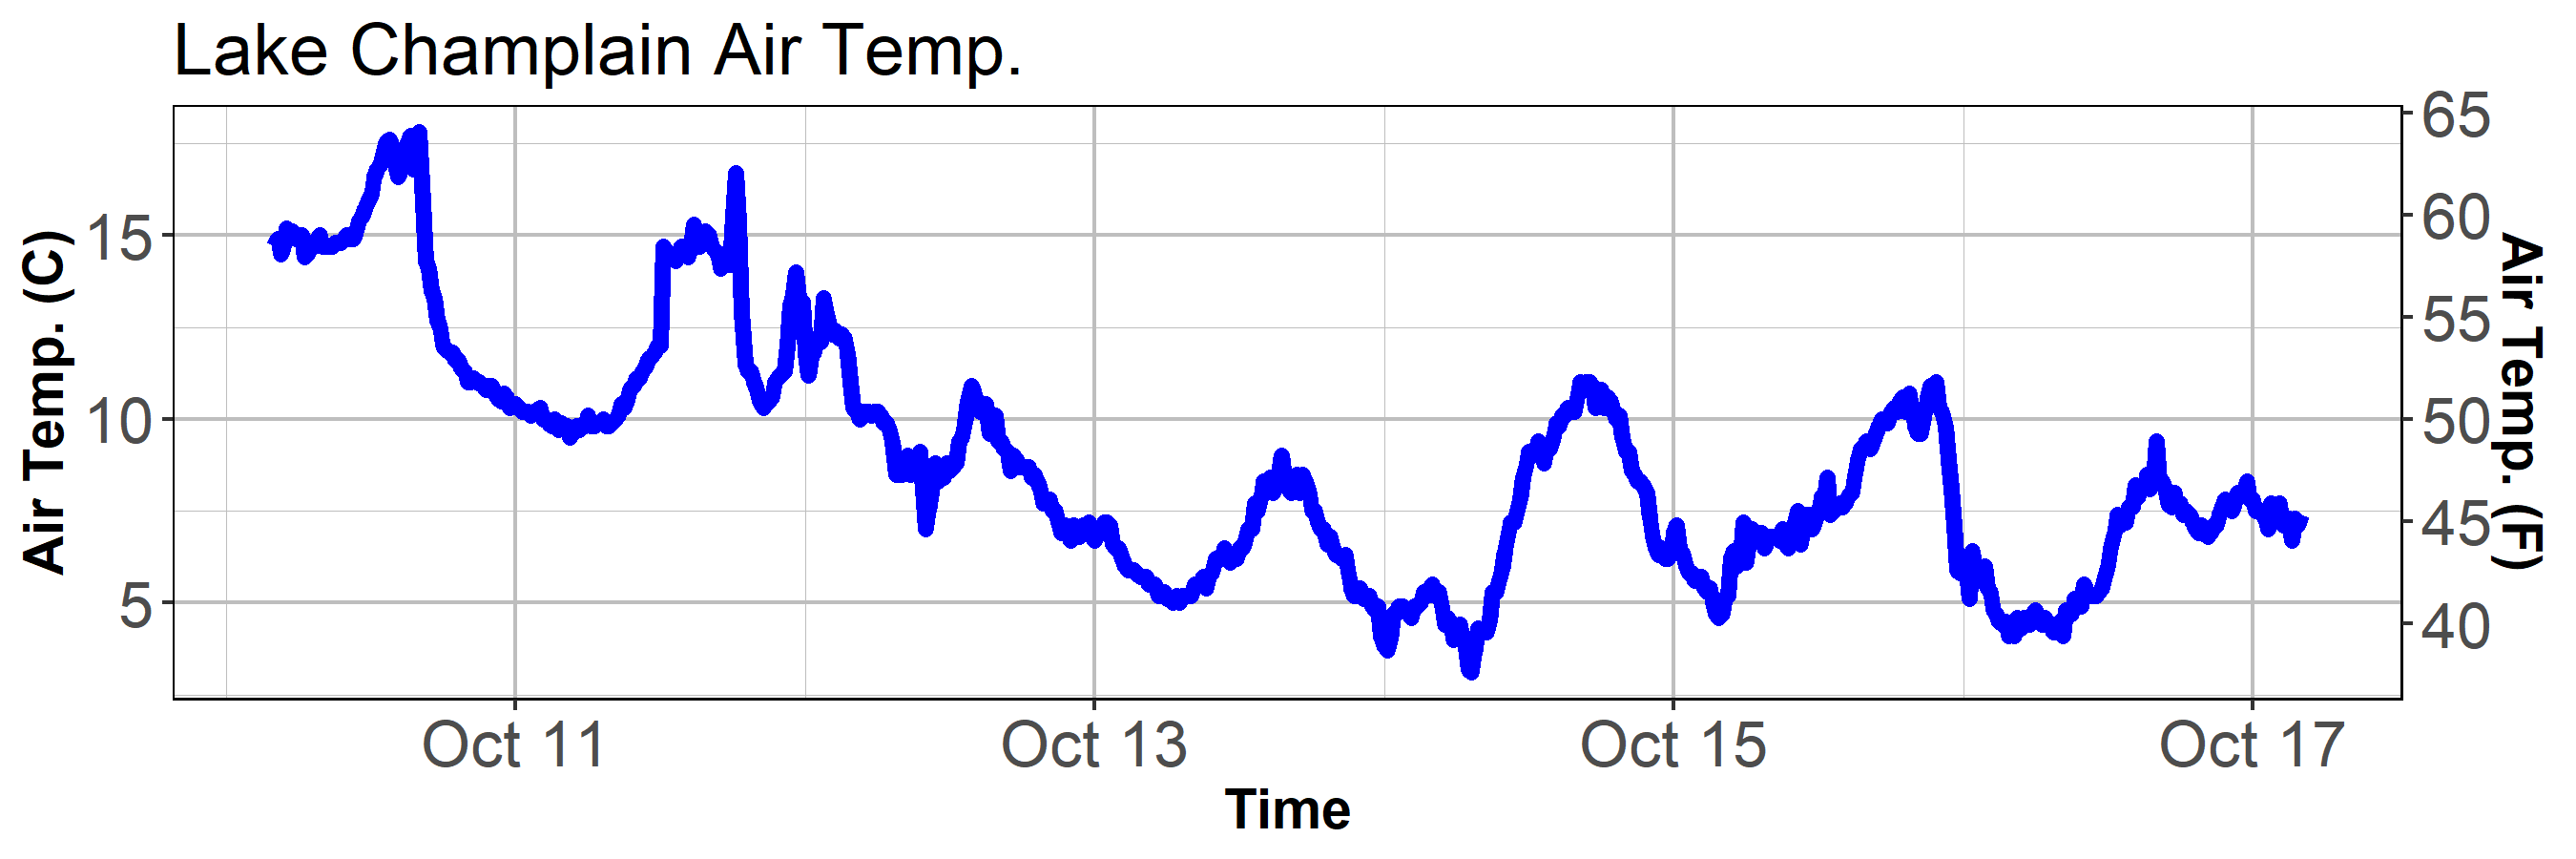 Lake Champlain Air Temp.
Air Temp. (C)
15
10
5
65
60
55
50
45
40
Air Temp. (F)
Oct 11
Oct 13
Oct 15
Oct 17
Time